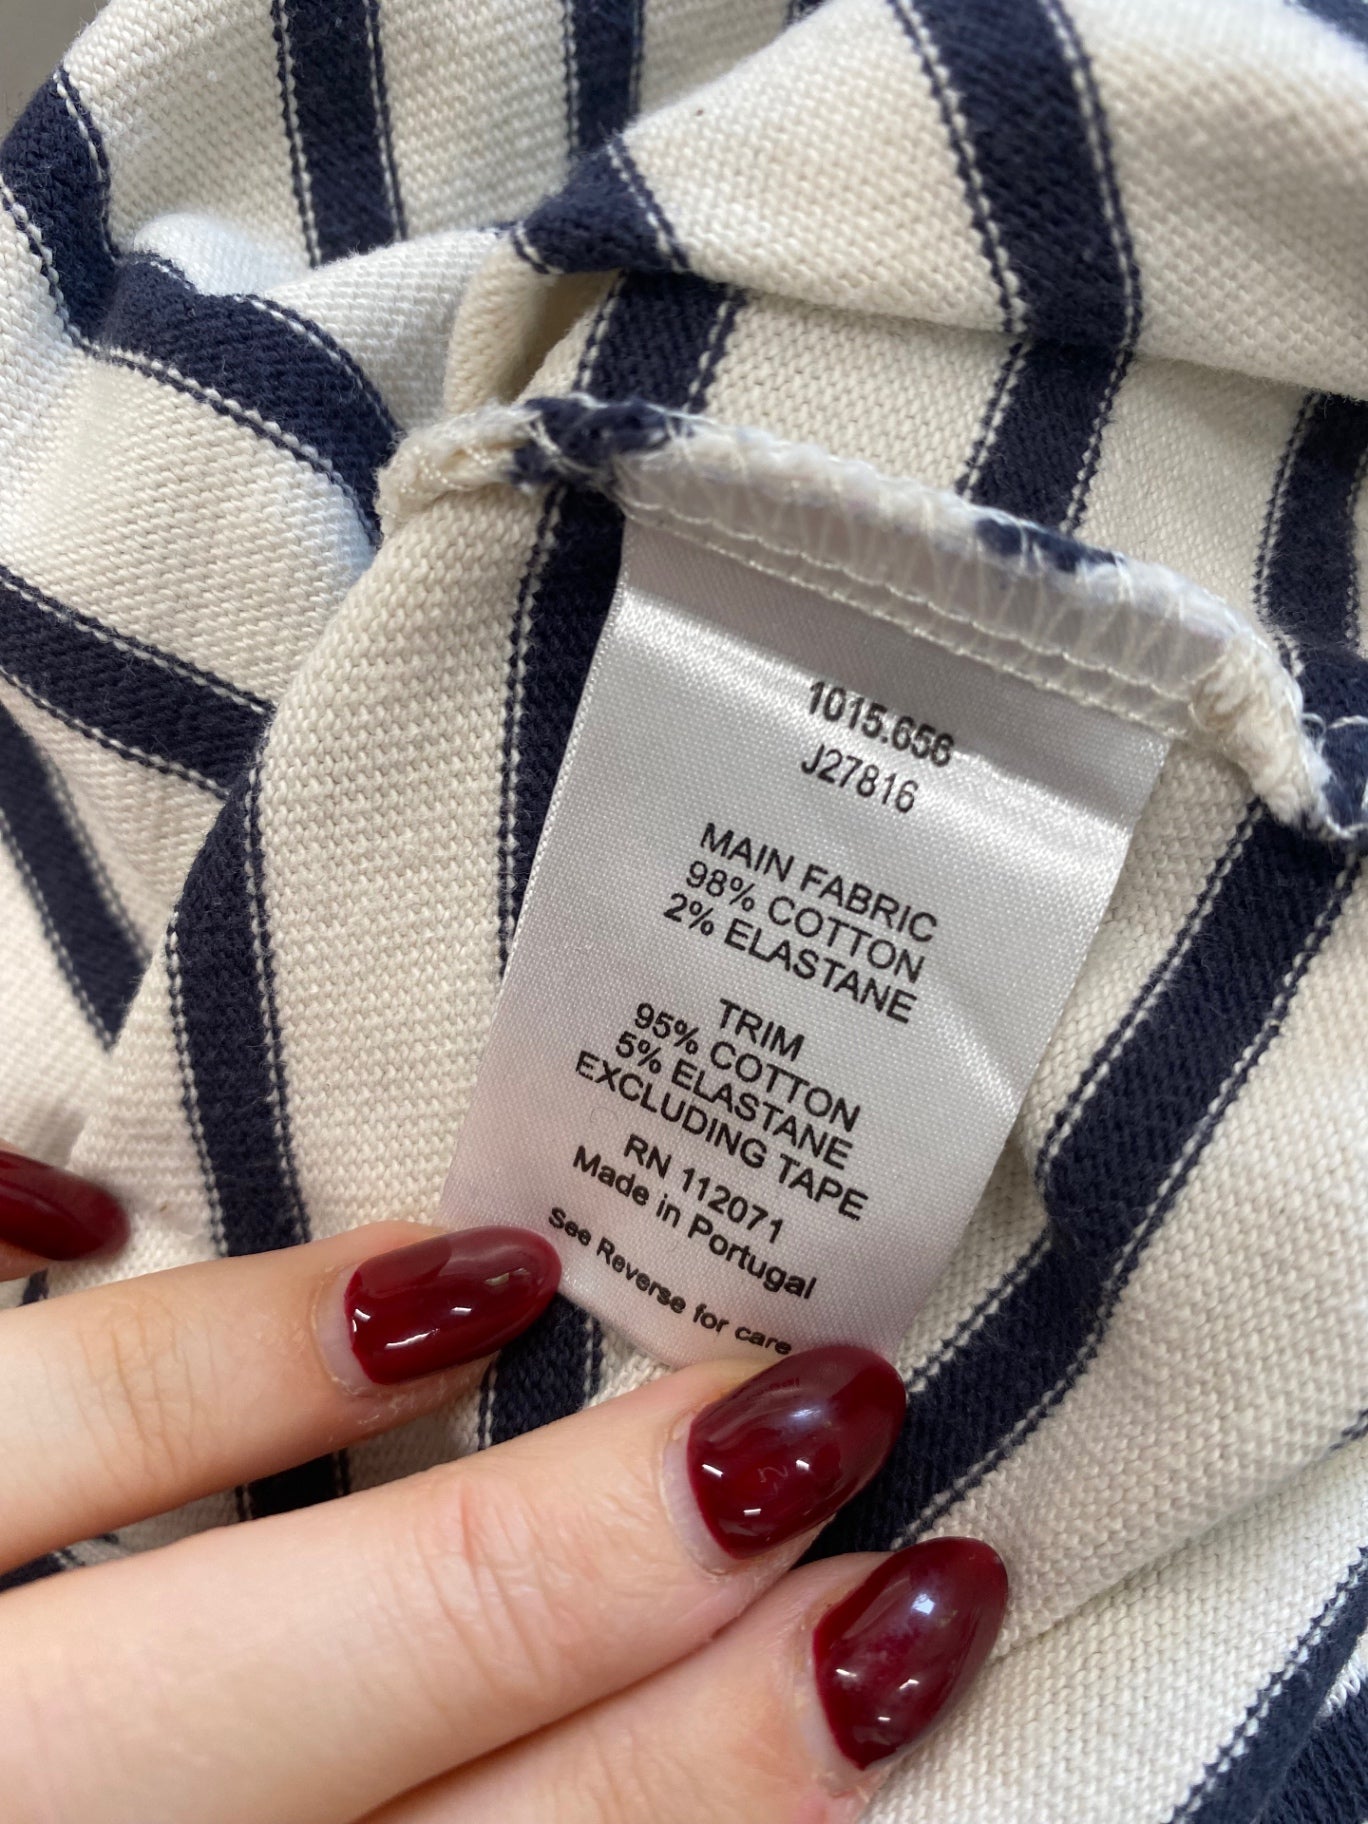 1015.656
J27816
MAIN FABRIC
98% COTTON
2% ELASTANE
TRIM
95% COTTON
5% ELASTANE
EXCLUDING TAPE
RN 112071
Made in Portugal
See Reverse for care